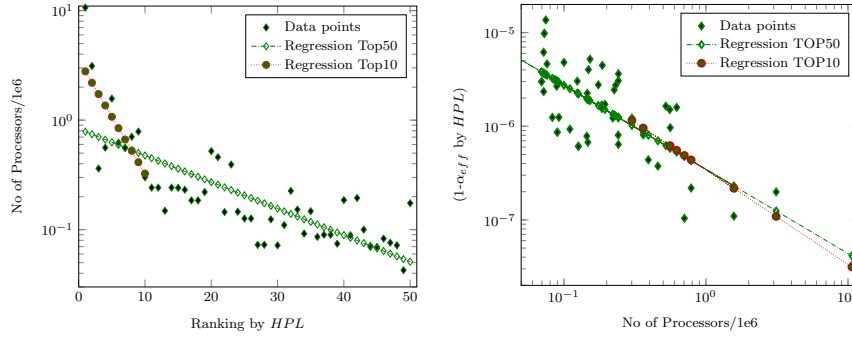 10^1
10^0
10^−1
No of Processors/1e6
0
10
20
30
40
50
Ranking by HPL
Data points
Regression Top50
Regression Top10
10^−5
10^−6
10^−7
(1-α_eff by HPL)
10^−1
10^0
10^1
No of Processors/1e6
Data points
Regression TOP50
Regression TOP10